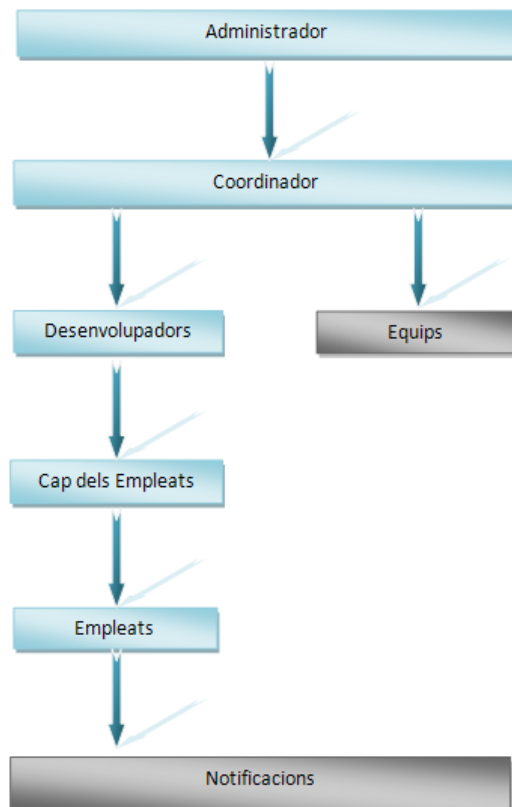 Administrador
Coordinador
Desenvolupadors
Equips
Cap dels Empleats
Empleats
Notificacions